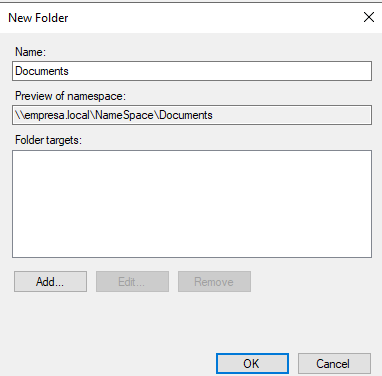 New Folder
Name:
Documents
Preview of namespace:
\\empresa.local\NameSpace\Documents
Folder targets:
Add...
Edit...
Remove
OK
Cancel